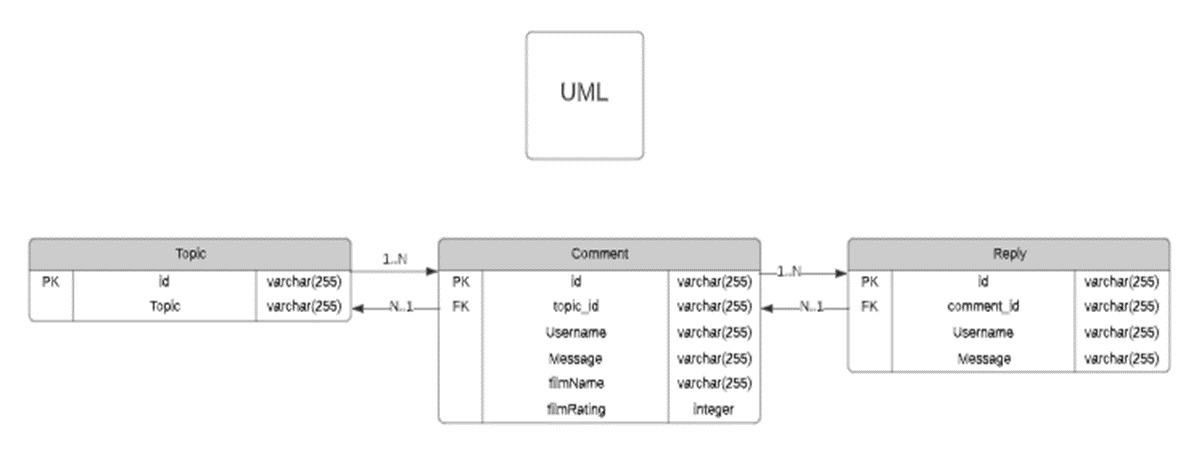 UML
Topic
PK id varchar(255)
Topic varchar(255)
1..N
N..1
Comment
PK id varchar(255)
FK topic_id varchar(255)
Username varchar(255)
Message varchar(255)
filmName varchar(255)
filmRating integer
1..N
N..1
Reply
PK id varchar(255)
FK comment_id varchar(255)
Username varchar(255)
Message varchar(255)